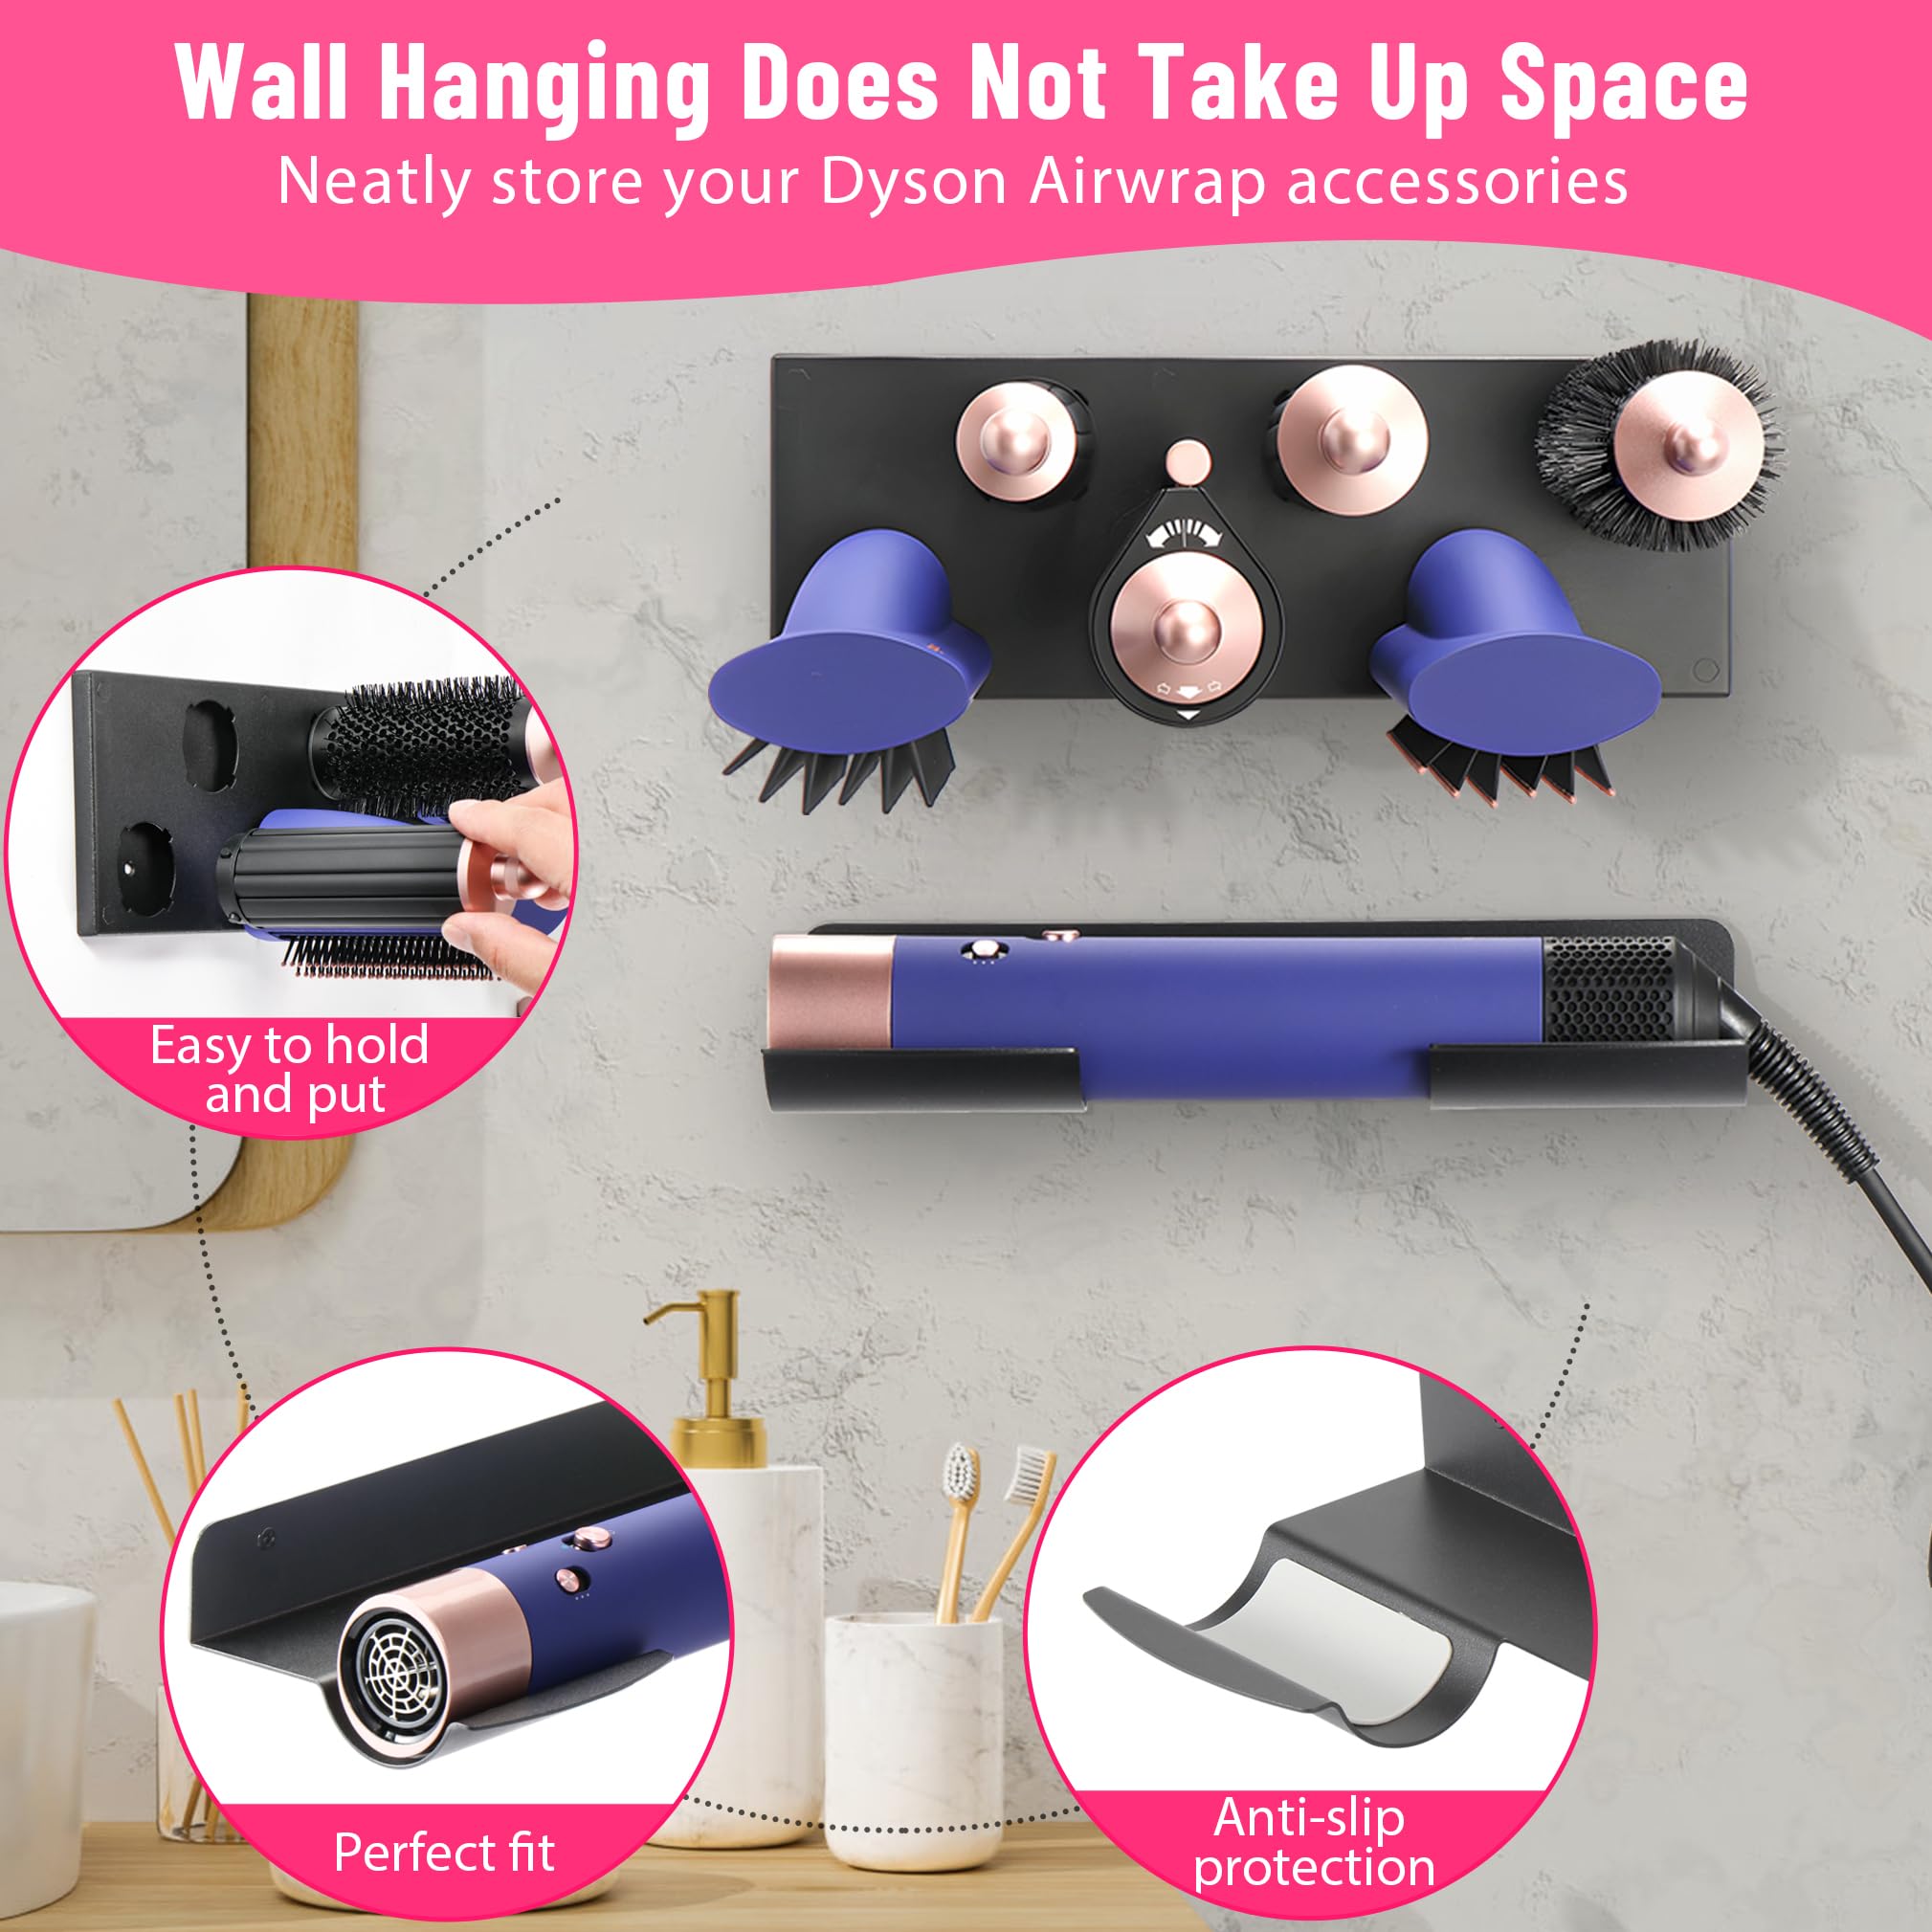 Wall Hanging Does Not Take Up Space
Neatly store your Dyson Airwrap accessories
Easy to hold
and put
Perfect fit
Anti-slip
protection